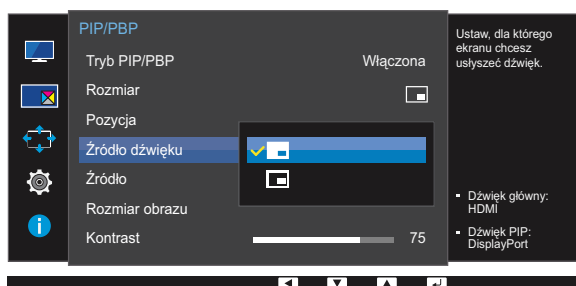 PIP/PBP
Tryb PIP/PBP Włączona
Rozmiar
Pozycja
Źródło dźwięku
Źródło
Rozmiar obrazu
Kontrast 75
Ustaw, dla którego
ekranu chcesz
usłyszeć dźwięk.
Dźwięk główny:
HDMI
Dźwięk PIP:
DisplayPort